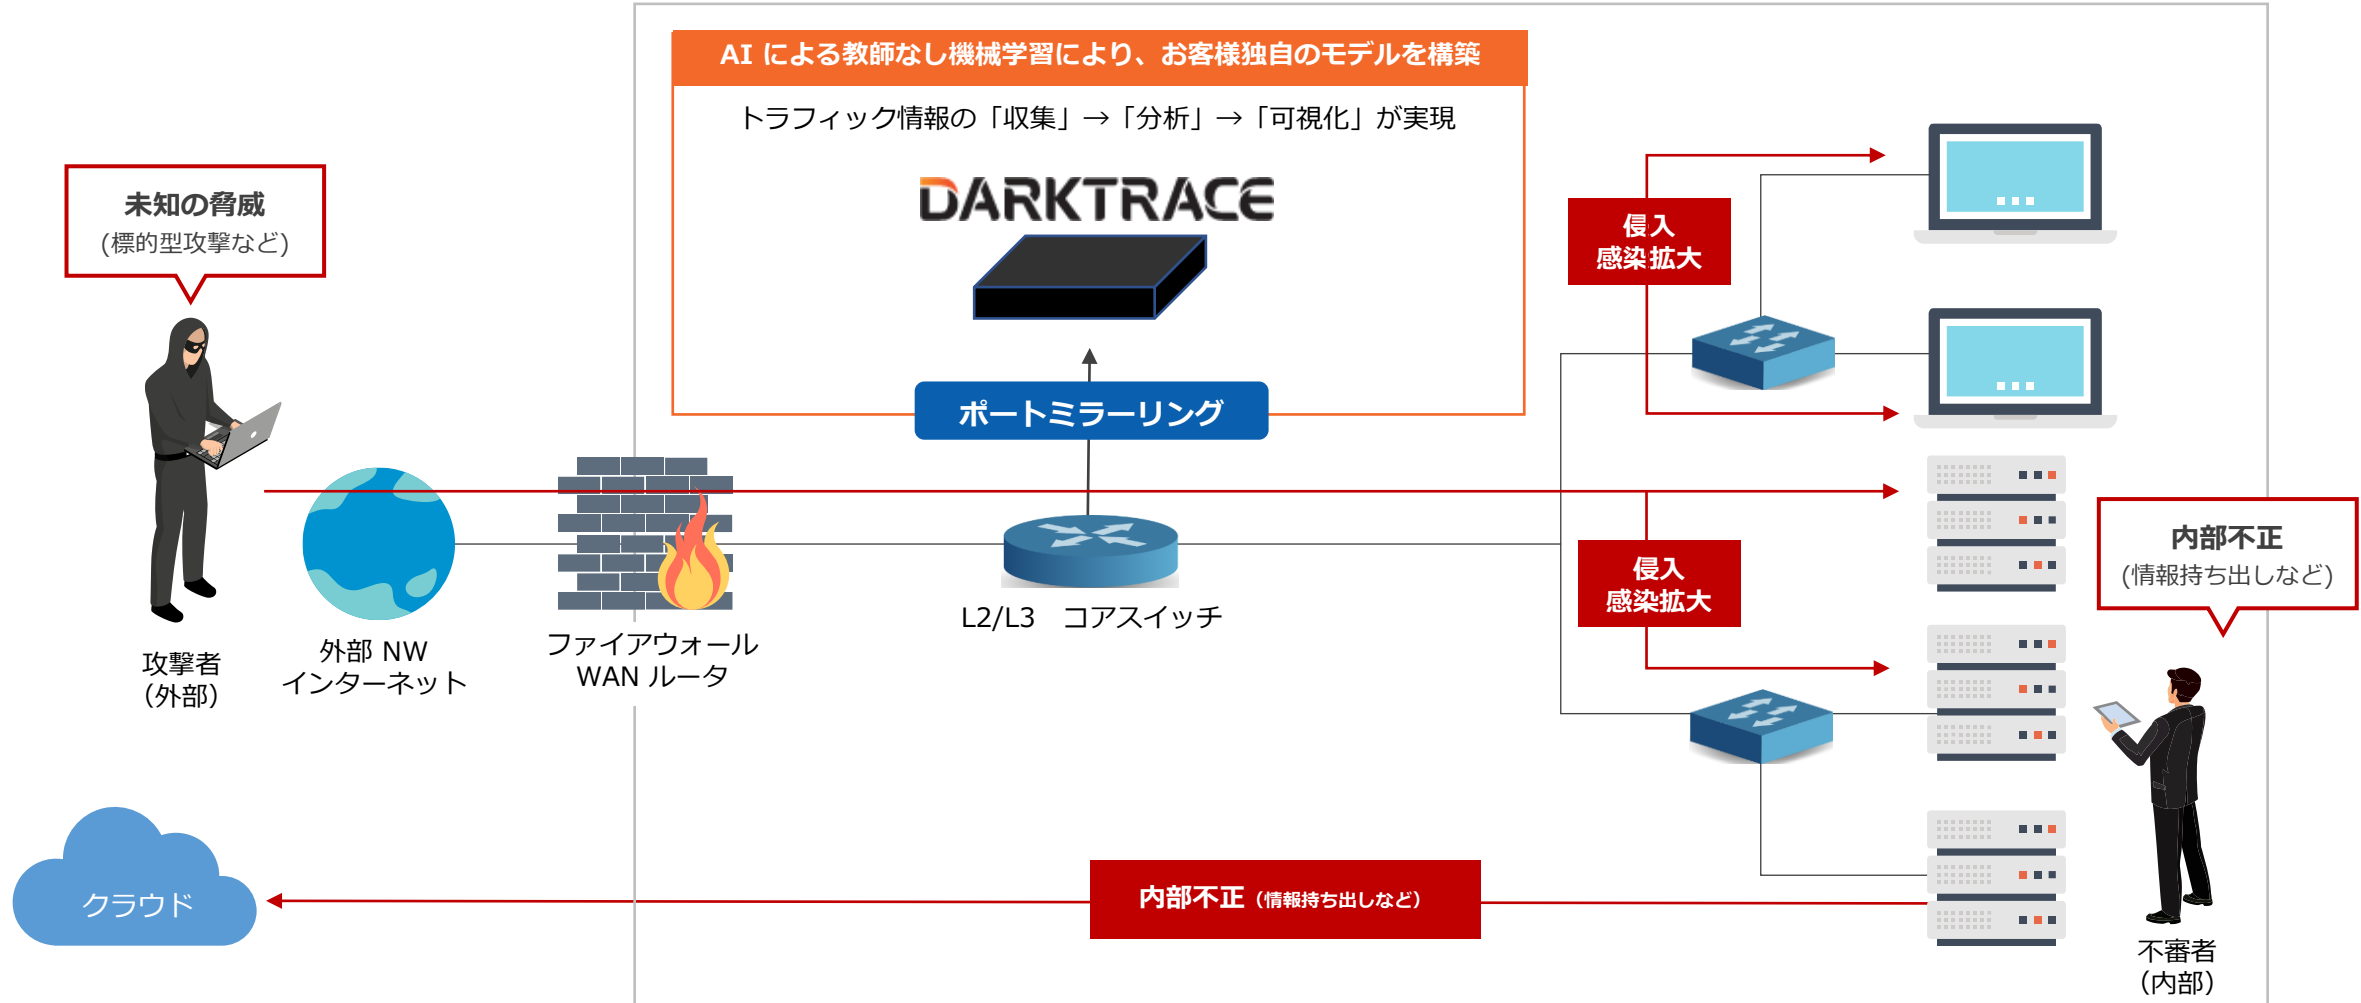 AI による教師なし機械学習により、お客様独自のモデルを構築
トラフィック情報の「収集」→「分析」→「可視化」が実現
DARKTRACE
ポートミラーリング
未知の脅威
(標的型攻撃など)
攻撃者
（外部）
外部 NW
インターネット
ファイアウォール
WAN ルータ
L2/L3　コアスイッチ
侵入
感染拡大
侵入
感染拡大
内部不正
(情報持ち出しなど)
クラウド
内部不正（情報持ち出しなど）
不審者
（内部）